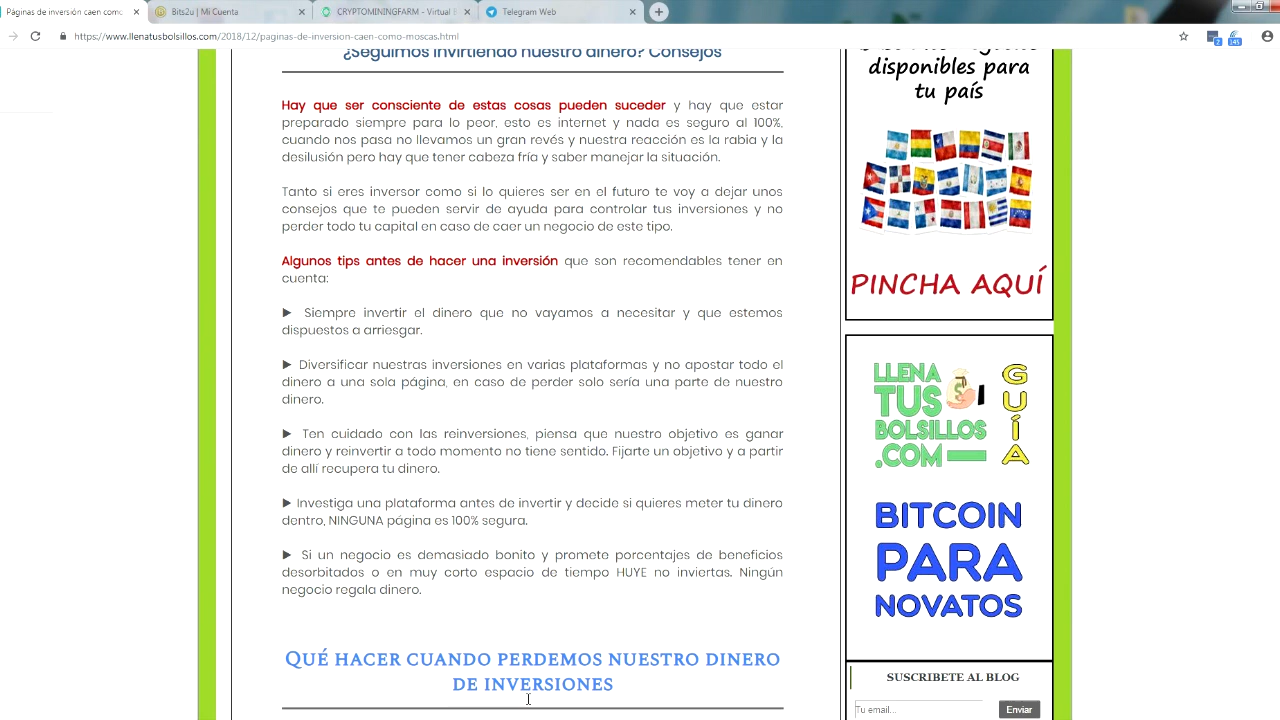 Páginas de inversión caen como
Bits2u | Mi Cuenta
CRYPTOMININGFARM - Virtual
Telegram Web
https://www.llenatusbolsillos.com/2018/12/paginas-de-inversion-caen-como-moscas.html
2
145
¿Seguimos invirtiendo nuestro dinero? Consejos
Hay que ser consciente de estas cosas pueden suceder y hay que estar
preparado siempre para lo peor, esto es internet y nada es seguro al 100%,
cuando nos pasa no llevamos un gran revés y nuestra reacción es la rabia y la
desilusión pero hay que tener cabeza fría y saber manejar la situación.
Tanto si eres inversor como si lo quieres ser en el futuro te voy a dejar unos
consejos que te pueden servir de ayuda para controlar tus inversiones y no
perder todo tu capital en caso de caer un negocio de este tipo.
Algunos tips antes de hacer una inversión que son recomendables tener en
cuenta:
► Siempre invertir el dinero que no vayamos a necesitar y que estemos
dispuestos a arriesgar.
► Diversificar nuestras inversiones en varias plataformas y no apostar todo el
dinero a una sola página, en caso de perder solo sería una parte de nuestro
dinero.
► Ten cuidado con las reinversiones, piensa que nuestro objetivo es ganar
dinero y reinvertir a todo momento no tiene sentido. Fijarte un objetivo y a partir
de allí recupera tu dinero.
► Investiga una plataforma antes de invertir y decide si quieres meter tu dinero
dentro, NINGUNA página es 100% segura.
► Si un negocio es demasiado bonito y promete porcentajes de beneficios
desorbitados o en muy corto espacio de tiempo HUYE no inviertas. Ningún
negocio regala dinero.
QUÉ HACER CUANDO PERDEMOS NUESTRO DINERO
DE INVERSIONES
disponibles para
tu país
PINCHA AQUÍ
LLENA
TUS
BOLSILLOS
.COM
GUÍA
BITCOIN
PARA
NOVATOS
SUSCRIBETE AL BLOG
Tu email...
Enviar